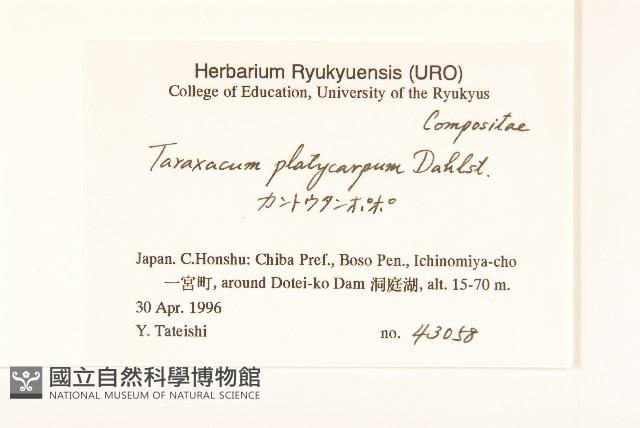 Herbarium Ryukyuensis (URO)
College of Education, University of the Ryukyus
Compositae
Taraxacum platycarpum Dahlst.
カントウタンポポ
Japan. C.Honshu: Chiba Pref., Boso Pen., Ichinomiya-cho
一宮町, around Dotei-ko Dam 洞庭湖, alt. 15-70 m.
30 Apr. 1996
Y. Tateishi no. 43058
國立自然科學博物館
NATIONAL MUSEUM OF NATURAL SCIENCE